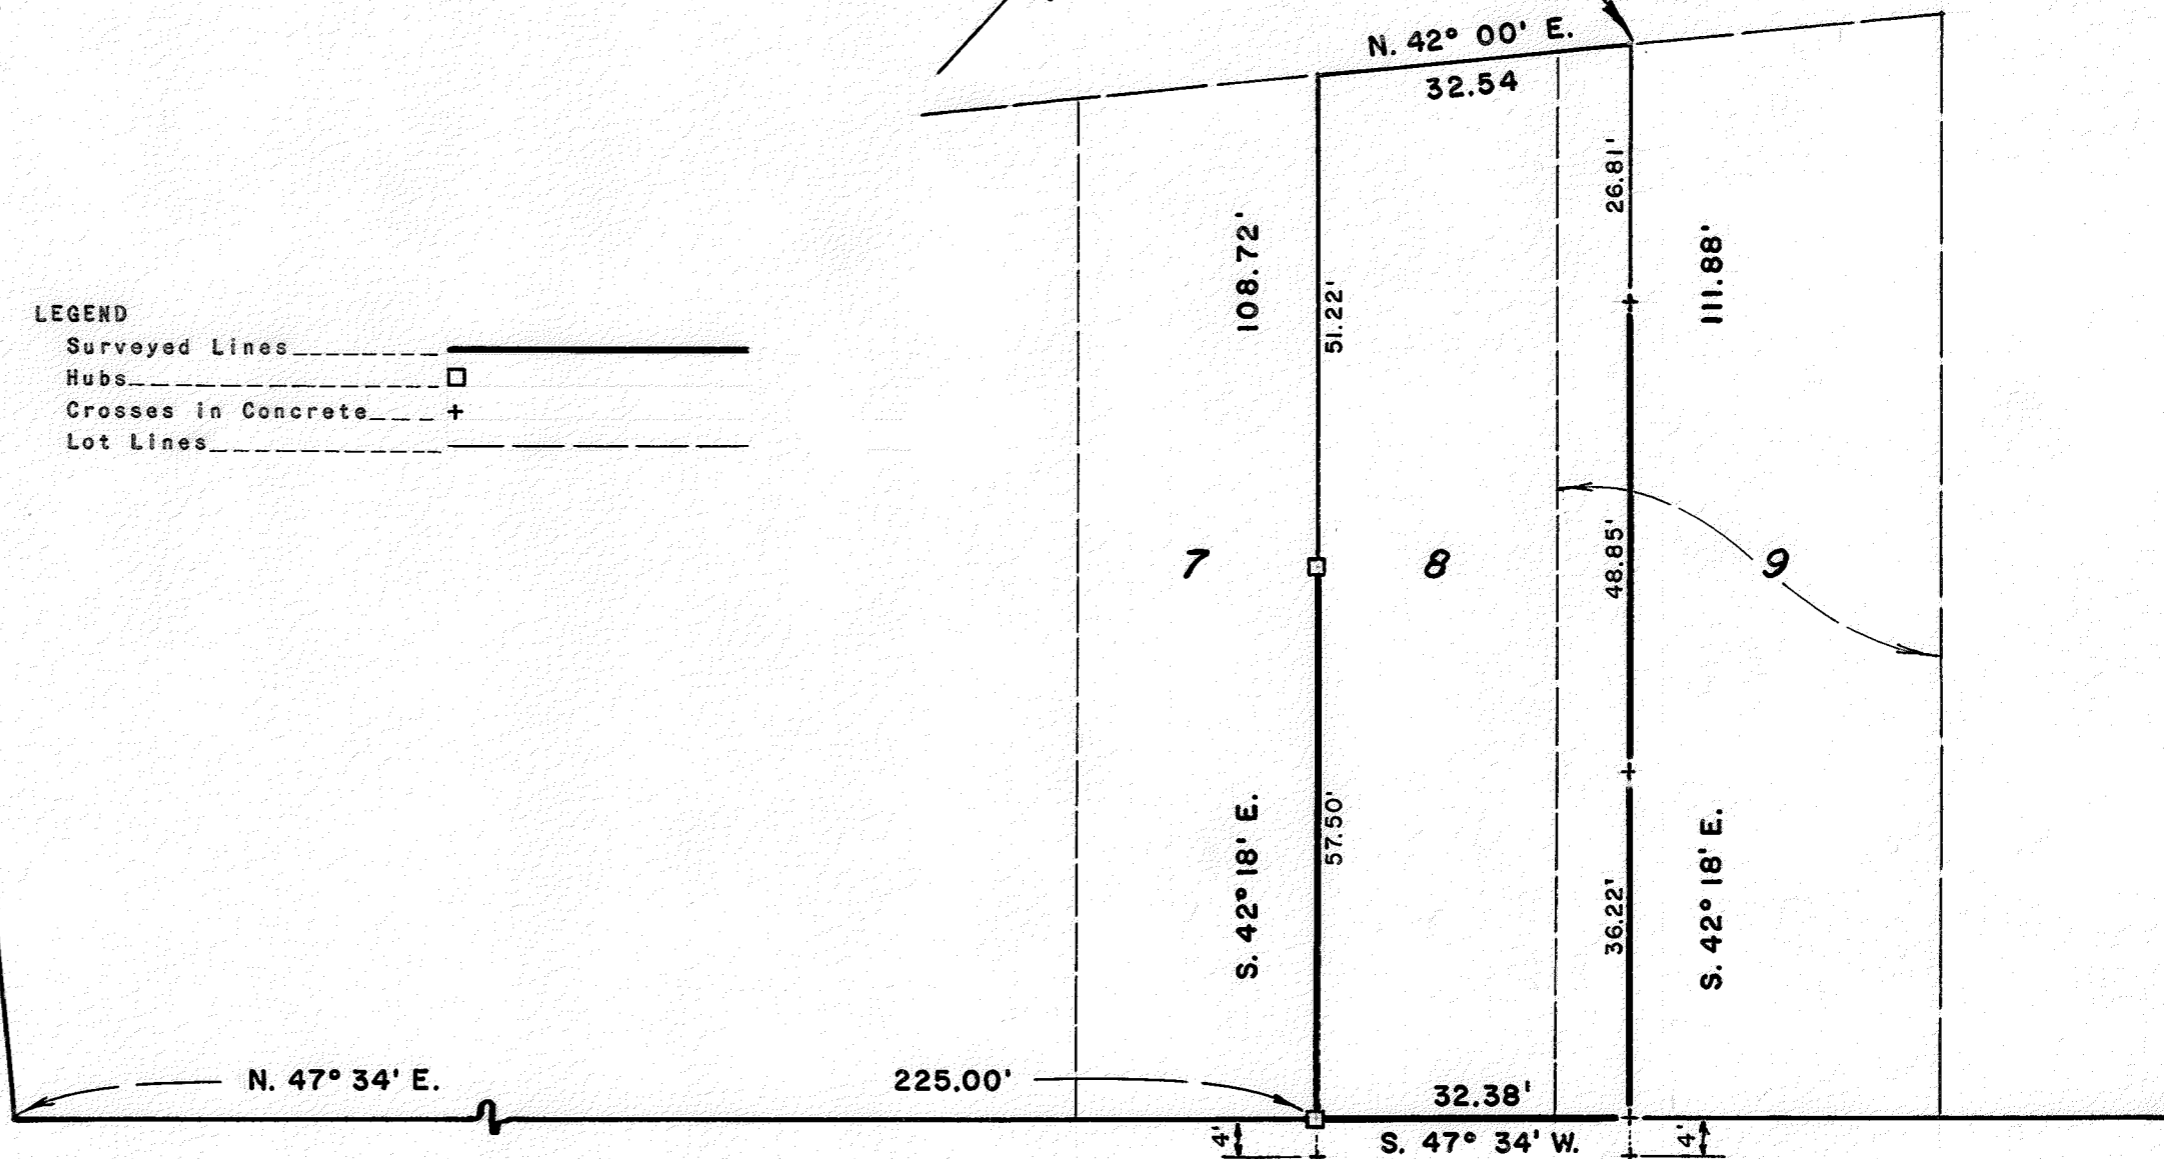 N. 42° 00' E.
32.54
26.81'
108.72'
111.88'
51.22'
LEGEND
Surveyed Lines
Hubs
Crosses in Concrete
Lot Lines
7
8
9
48.85'
57.50'
S. 42° 18' E.
36.22'
S. 42° 18' E.
N. 47° 34' E.
225.00'
32.38'
4'
S. 47° 34' W.
4'